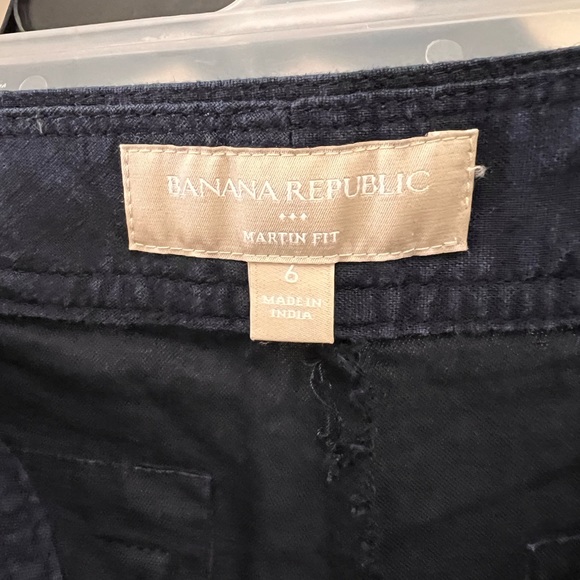 BANANA REPUBLIC
MARTIN FIT
6
MADE IN
INDIA